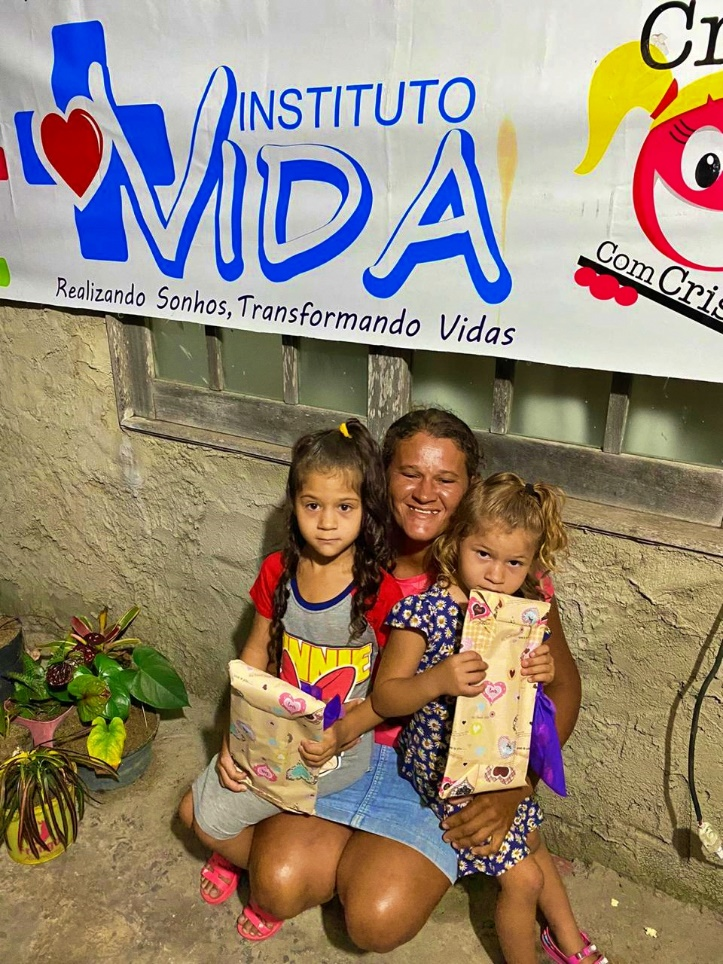 INSTITUTO
VIDA
Realizando Sonhos, Transformando Vidas
Com Cris